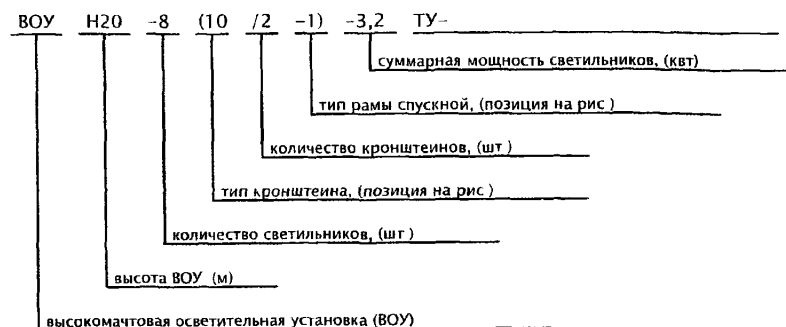 ВОУ Н20 -8 (10 /2 -1) -3,2 ТУ-
суммарная мощность светильников, (квт)
тип рамы спускной, (позиция на рис )
количество кронштеинов, (шт )
тип кронштеина, (позиция на рис )
количество светильников, (шт )
высота ВОУ (м)
высокомачтовая осветительная установка (ВОУ)